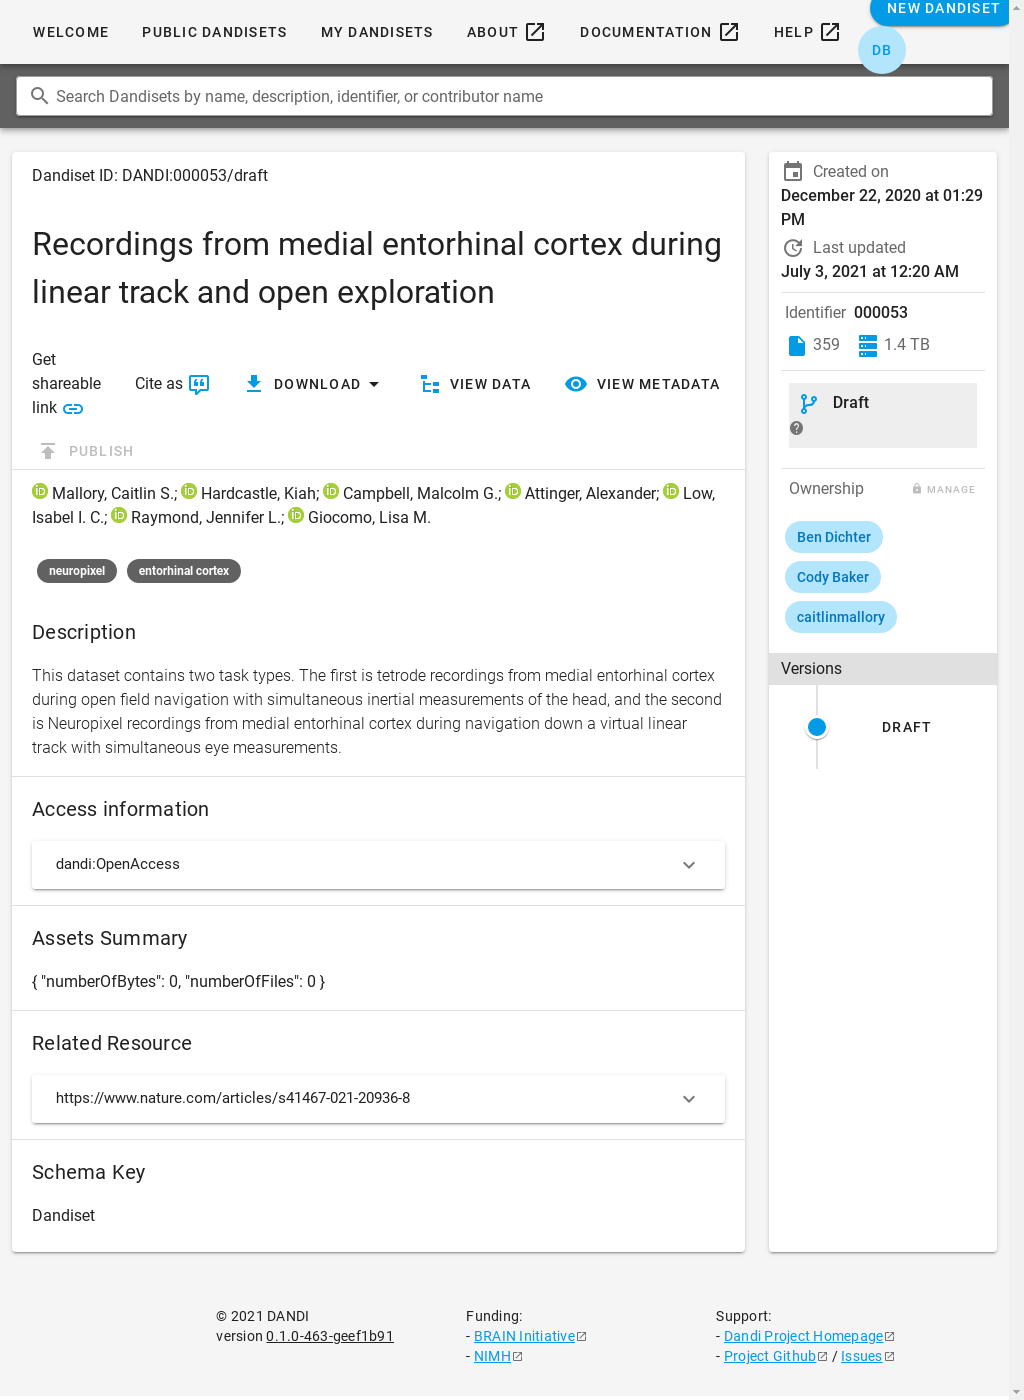 WELCOME PUBLIC DANDISETS MY DANDISETS ABOUT DOCUMENTATION HELP NEW DANDISET
DB
Search Dandisets by name, description, identifier, or contributor name
Dandiset ID: DANDI:000053/draft
Recordings from medial entorhinal cortex during
linear track and open exploration
Get
shareable
link
Cite as
DOWNLOAD
VIEW DATA
VIEW METADATA
PUBLISH
iD Mallory, Caitlin S.; iD Hardcastle, Kiah; iD Campbell, Malcolm G.; iD Attinger, Alexander; iD Low,
Isabel I. C.; iD Raymond, Jennifer L.; iD Giocomo, Lisa M.
neuropixel entorhinal cortex
Description
This dataset contains two task types. The first is tetrode recordings from medial entorhinal cortex
during open field navigation with simultaneous inertial measurements of the head, and the second
is Neuropixel recordings from medial entorhinal cortex during navigation down a virtual linear
track with simultaneous eye measurements.
Access information
dandi:OpenAccess
Assets Summary
{ "numberOfBytes": 0, "numberOfFiles": 0 }
Related Resource
https://www.nature.com/articles/s41467-021-20936-8
Schema Key
Dandiset
Created on
December 22, 2020 at 01:29
PM
Last updated
July 3, 2021 at 12:20 AM
Identifier 000053
359 1.4 TB
Draft
?
Ownership MANAGE
Ben Dichter
Cody Baker
caitlinmallory
Versions
DRAFT
© 2021 DANDI
version 0.1.0-463-geef1b91
Funding:
- BRAIN Initiative
- NIMH
Support:
- Dandi Project Homepage
- Project Github / Issues